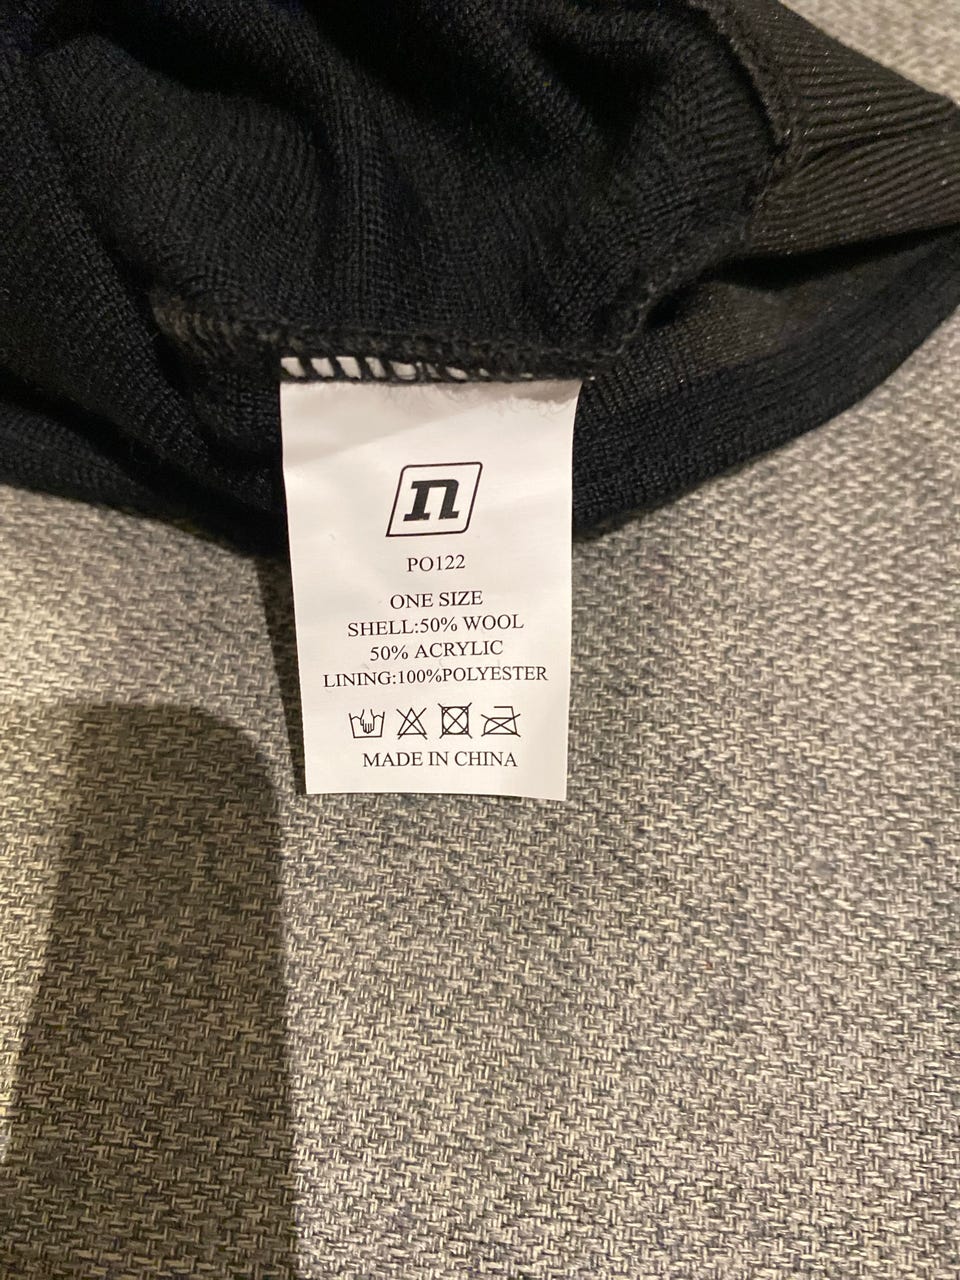 n
PO122
ONE SIZE
SHELL:50% WOOL
50% ACRYLIC
LINING:100%POLYESTER
MADE IN CHINA